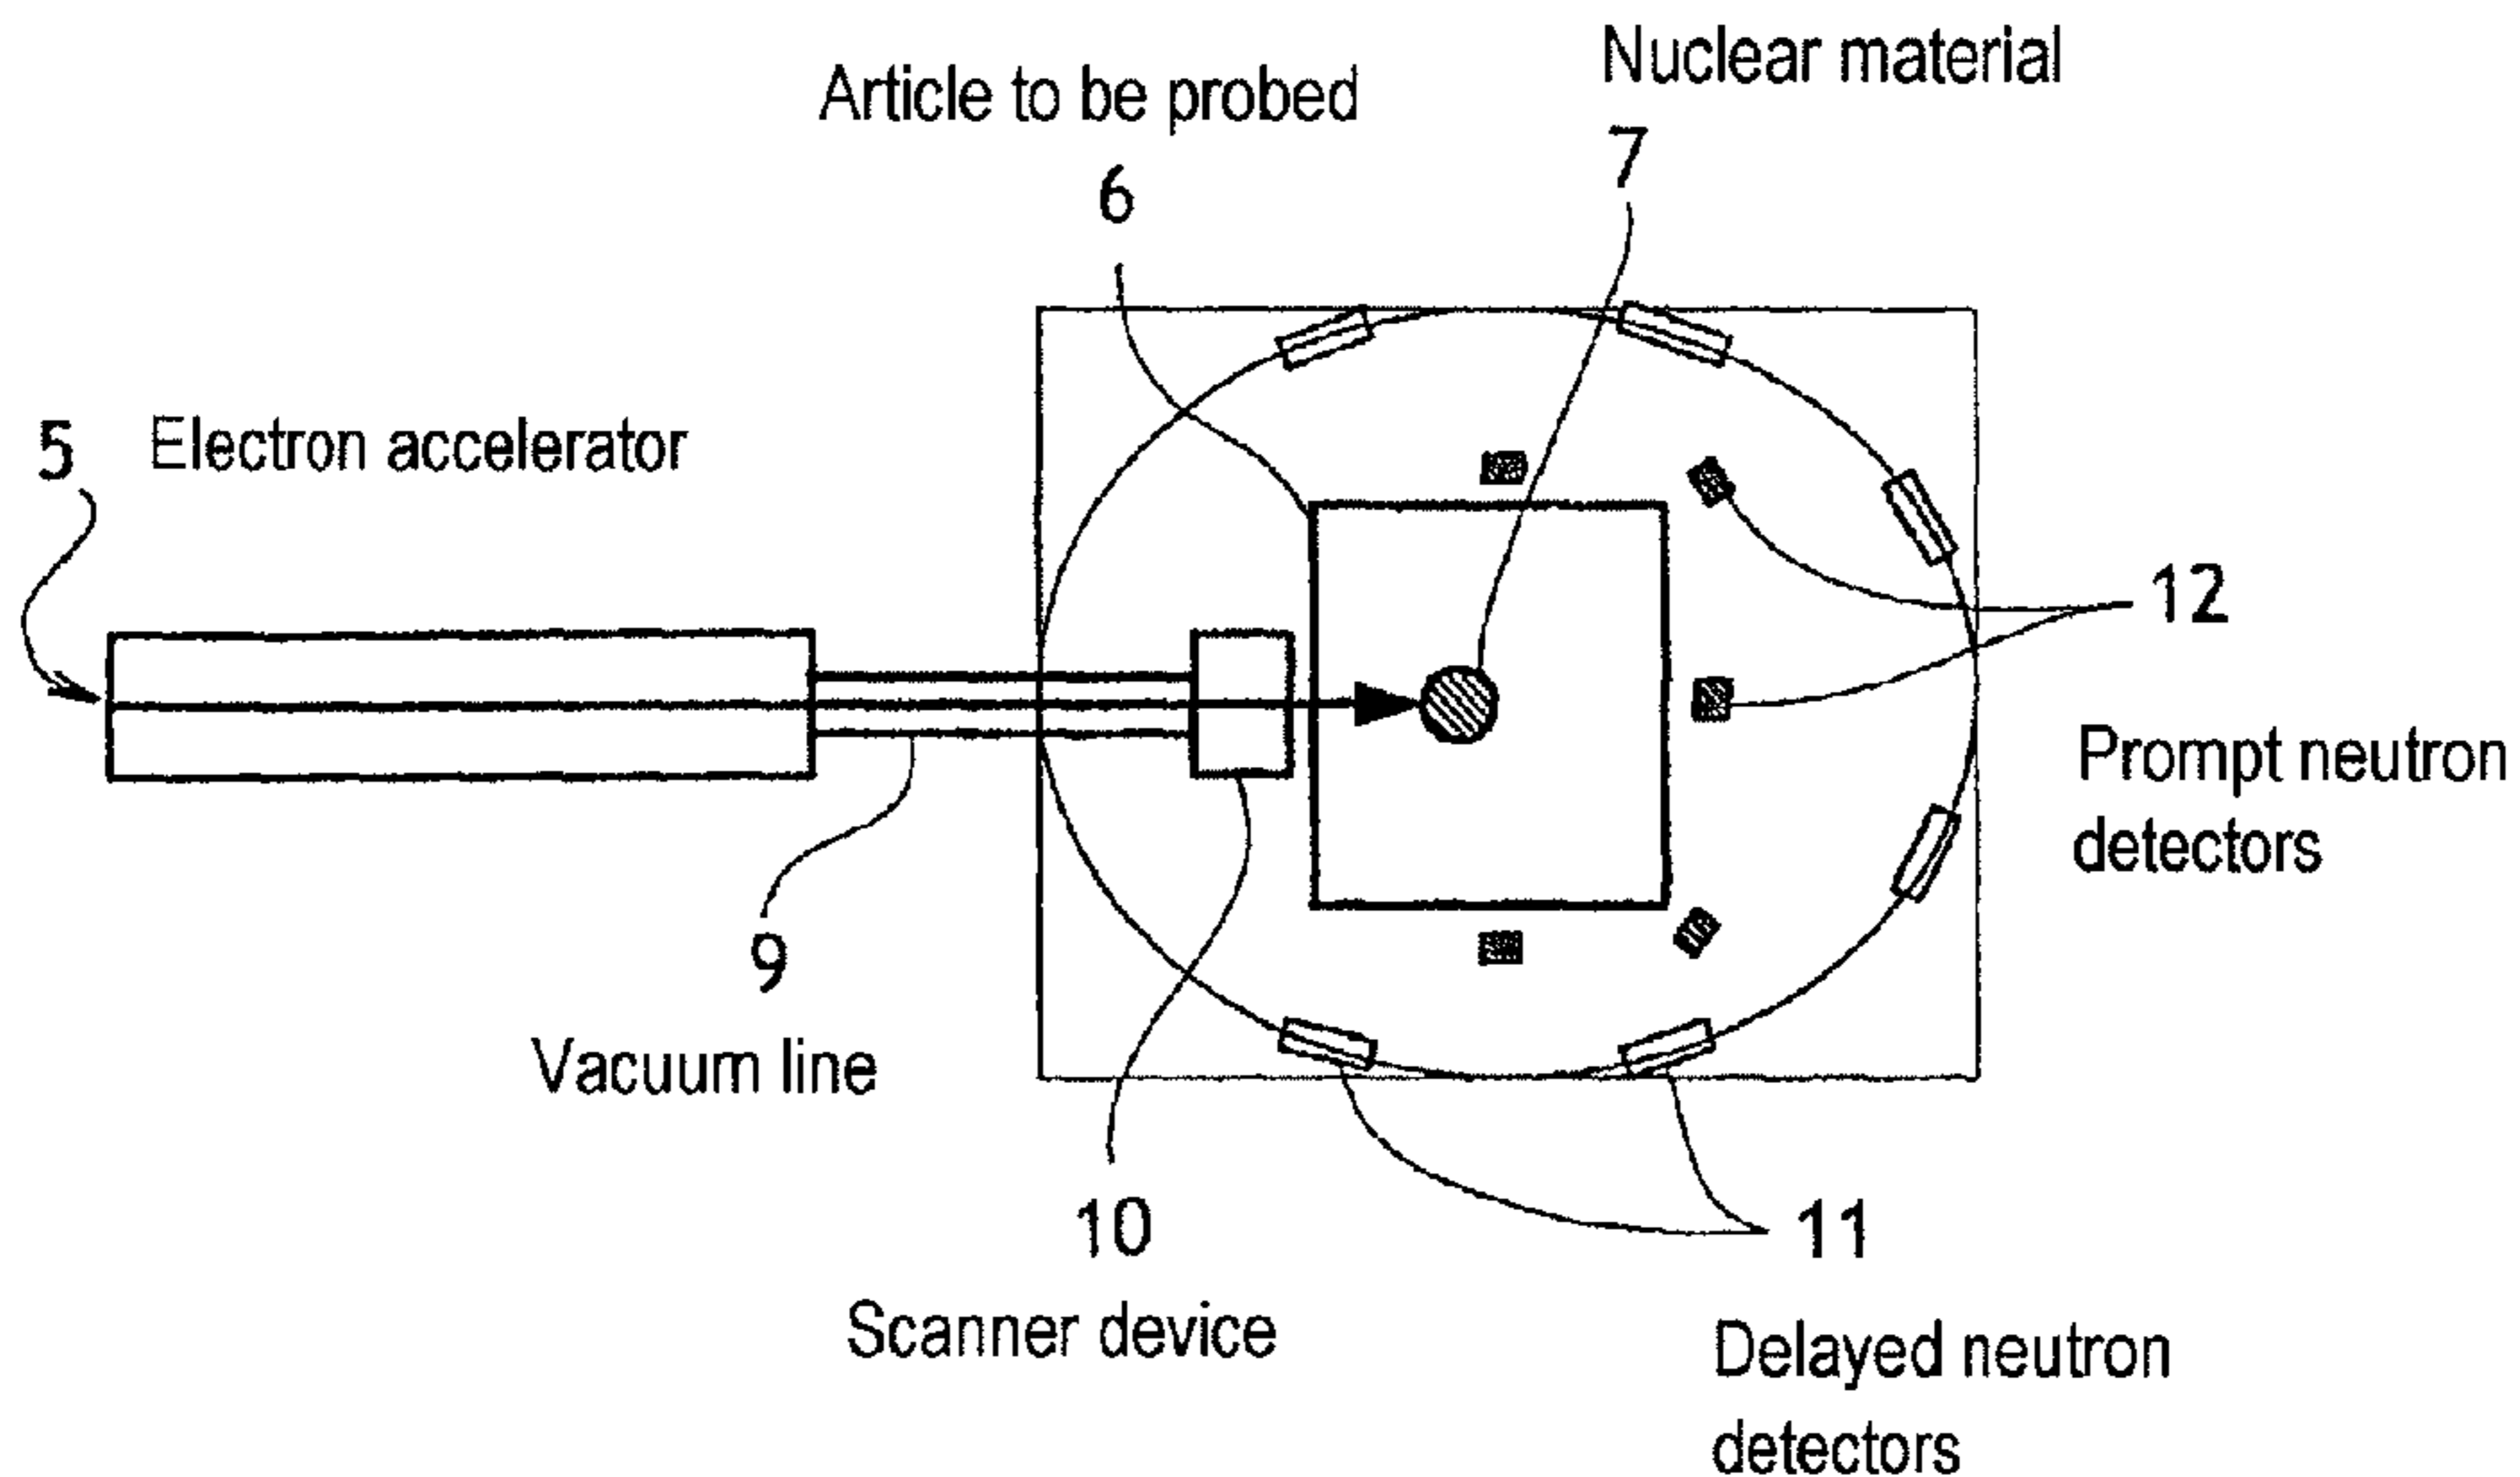 Nuclear material
7
Article to be probed
6
5 Electron accelerator
12
Prompt neutron
detectors
9
Vacuum line
10
Scanner device
11
Delayed neutron
detectors